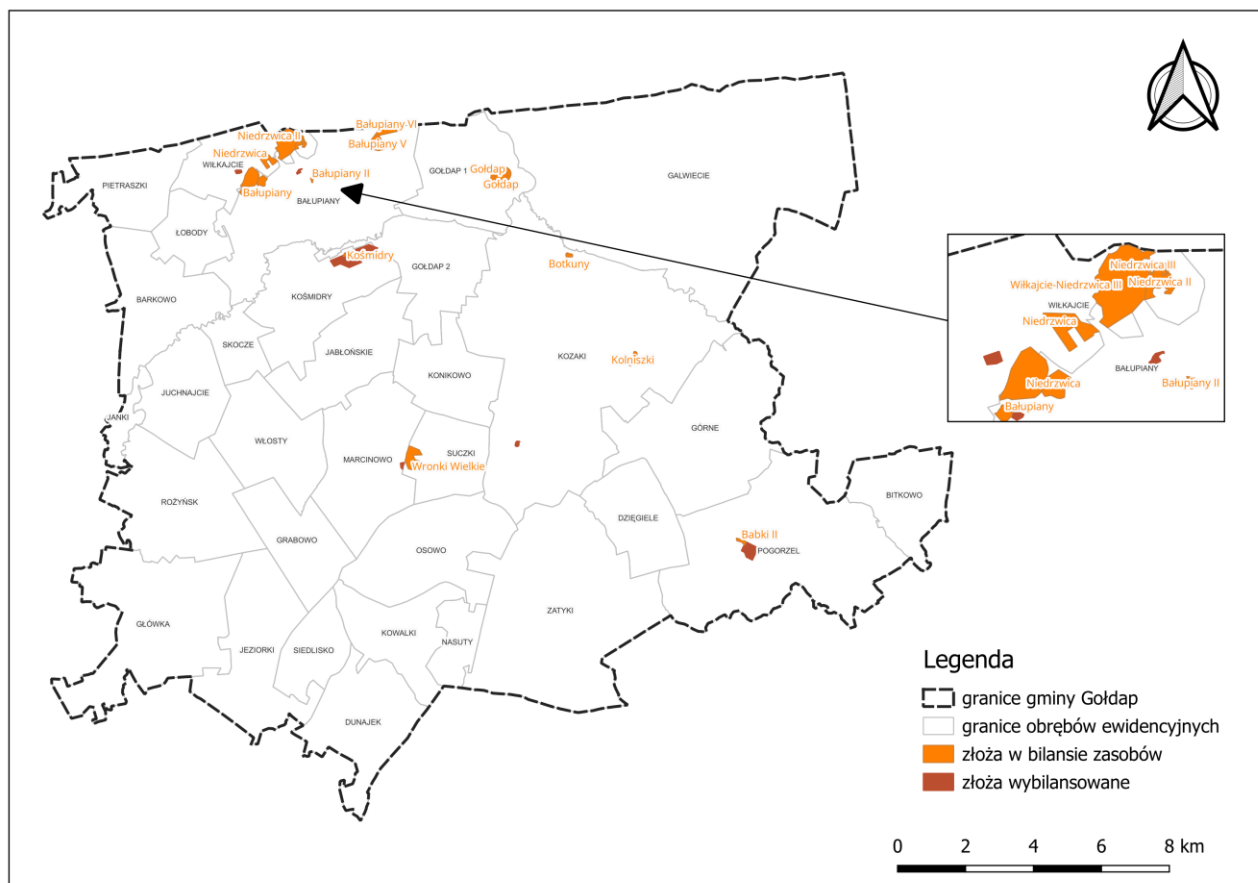 Bałupiany-VI
Niedrzwica II
Bałupiany V
Niedrzwica
WIŁKAJCIE
PIETRASZKI
Bałupiany II
Bałupiany
BAŁUPIANY
GOŁDAP 1
Gołdap
Gołdap
GALWIECIE
ŁOBODY
Kośmidry
GOŁDAP 2
Botkuny
BARKOWO
KOŚMIDRY
SKOCZE
JABŁOŃSKIE
KONIKOWO
KOZAKI
Kolniszki
JUCHNAJCIE
JANKI
WŁOSTY
MARCINOWO
SUCZKI
Wronki Wielkie
GÓRNE
ROŻYŃSK
BITKOWO
DZIĘGIELE
GRABOWO
OSOWO
Babki II
POGORZEL
ZATYKI
GŁÓWKA
KOWALKI
NASUTY
JEZIORKI
SIEDLISKO
DUNAJEK
Niedrzwica III
Wiłkajcie-Niedrzwica III
Niedrzwica II
WIŁKAJCIE
Niedrzwica
BAŁUPIANY
Niedrzwica
Bałupiany II
Bałupiany
Legenda
granice gminy Gołdap
granice obrębów ewidencyjnych
złoża w bilansie zasobów
złoża wybilansowane
0 2 4 6 8 km